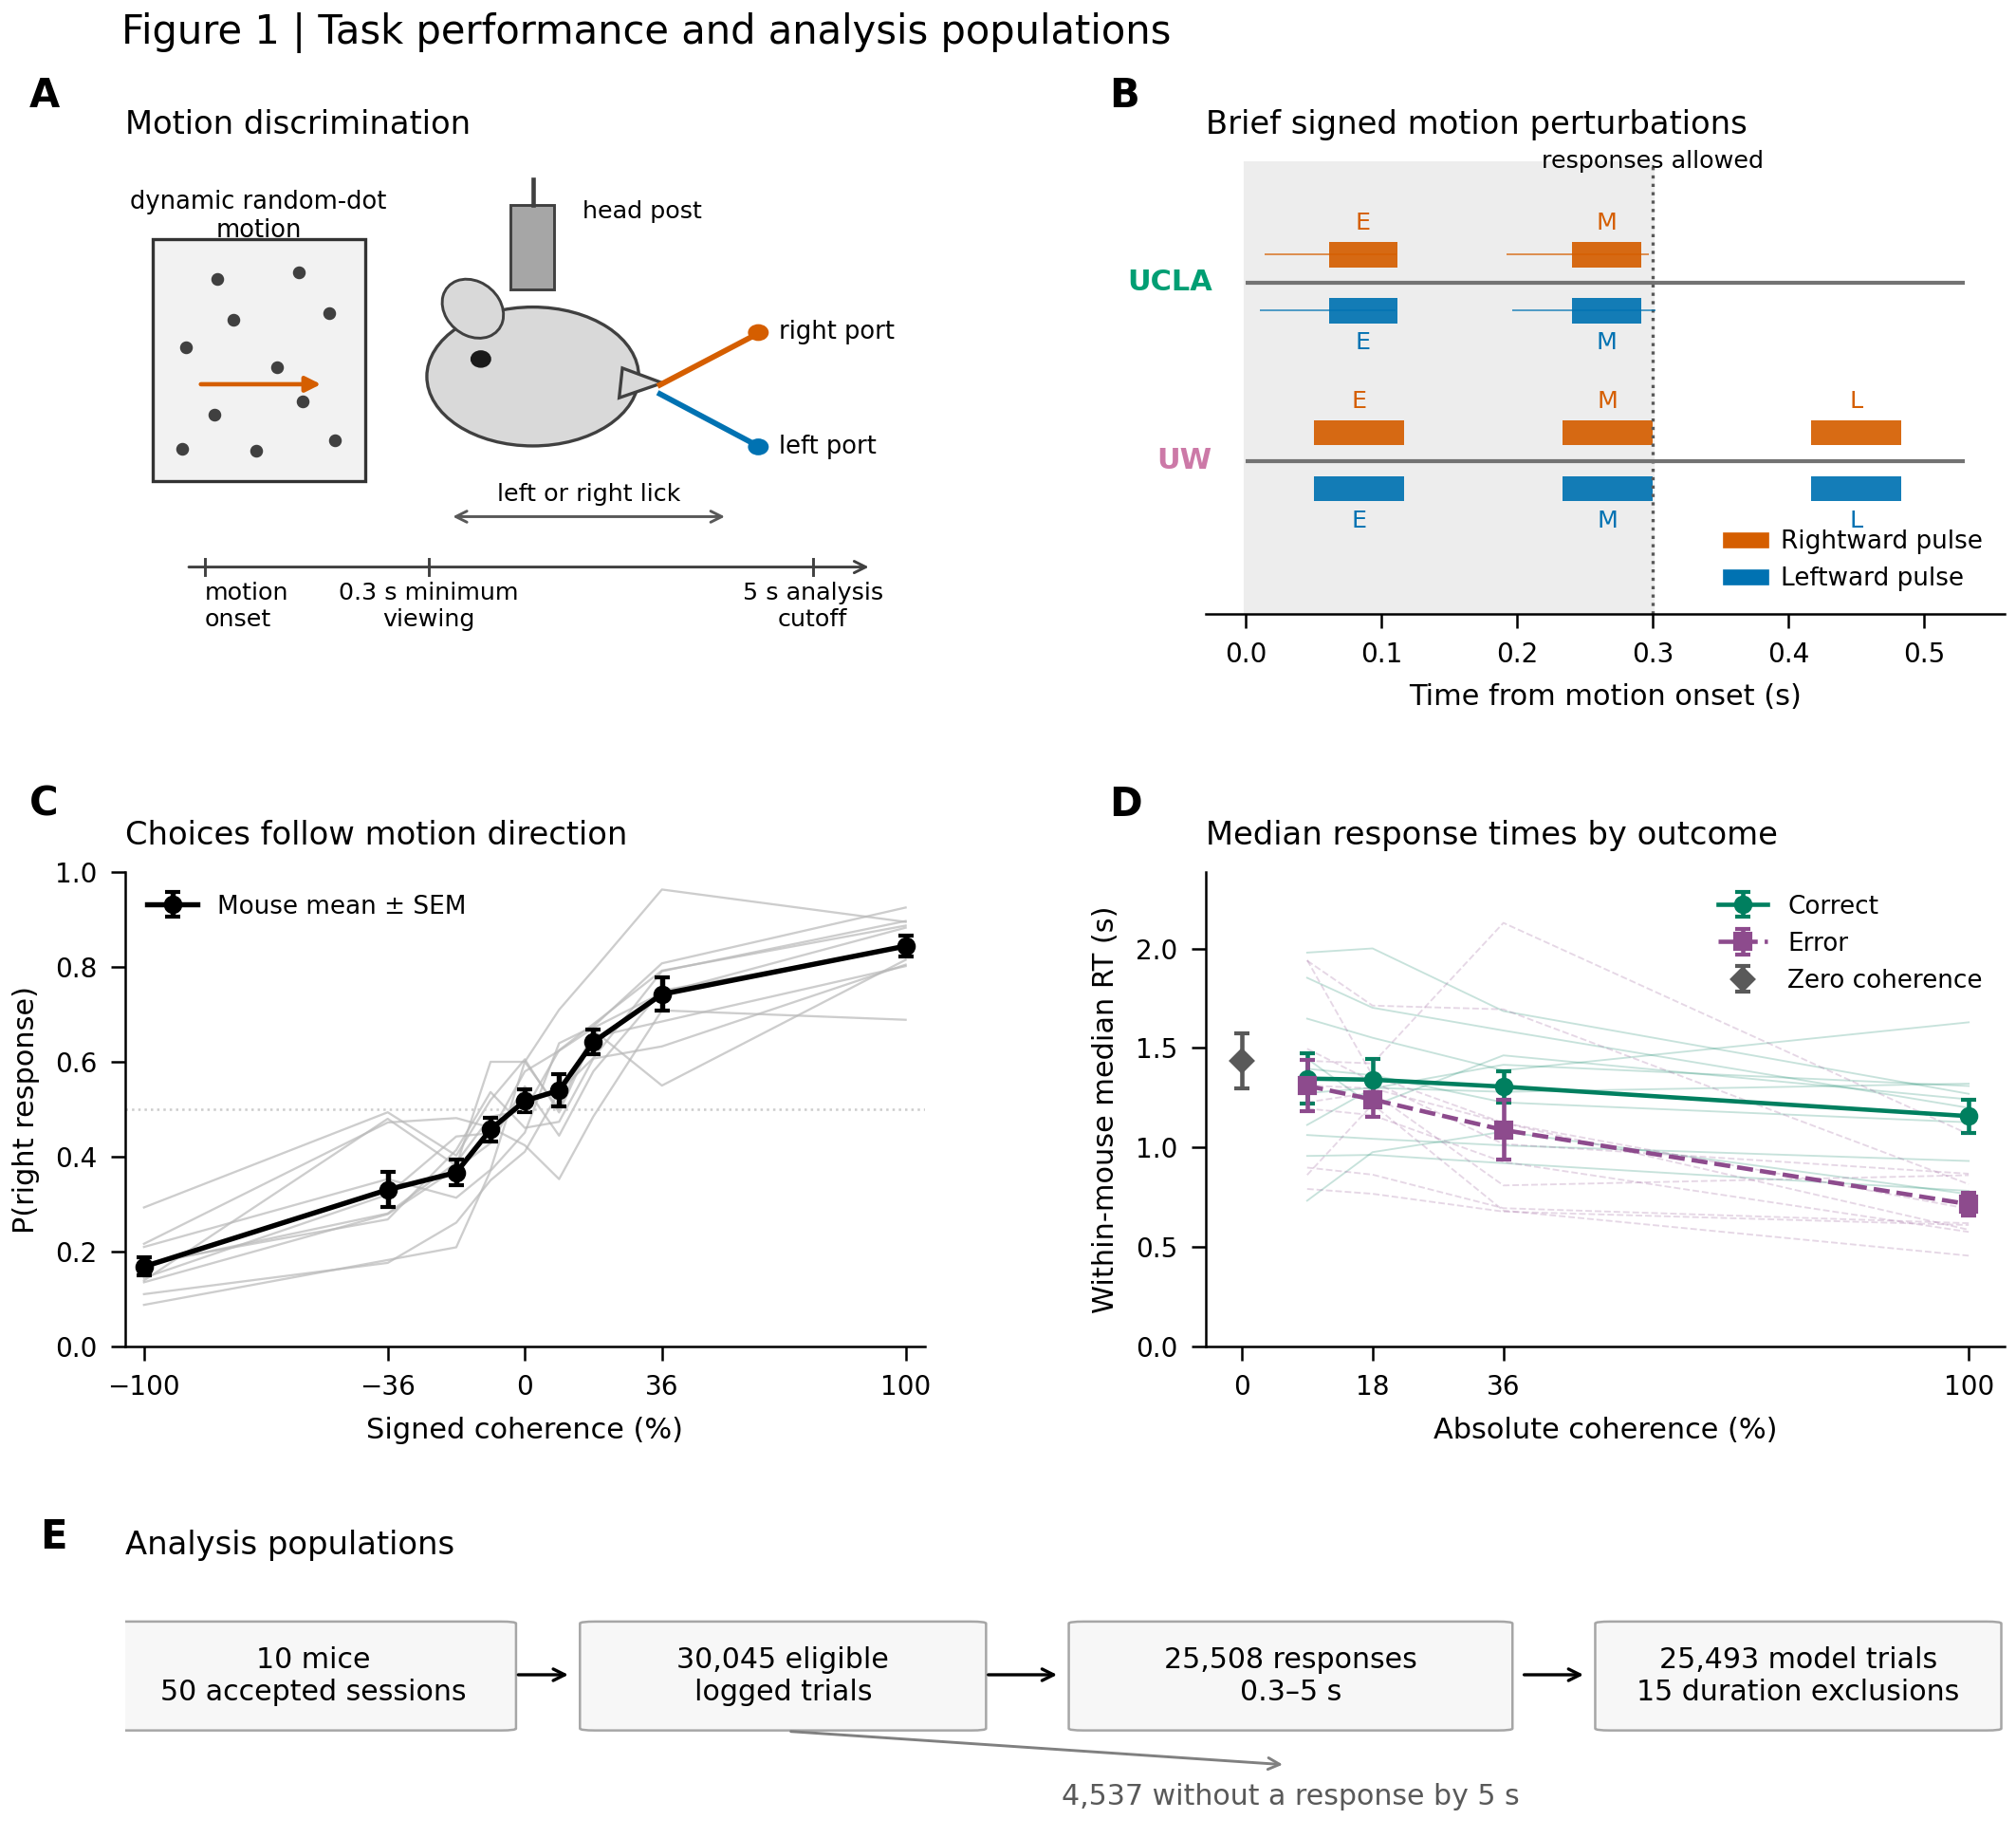 Figure 1 | Task performance and analysis populations
A
Motion discrimination
dynamic random-dot
motion
head post
right port
left port
left or right lick
motion
onset
0.3 s minimum
viewing
5 s analysis
cutoff
B
Brief signed motion perturbations
responses allowed
E
M
UCLA
E
M
E
M
L
UW
E
M
L
Rightward pulse
Leftward pulse
0.0
0.1
0.2
0.3
0.4
0.5
Time from motion onset (s)
C
Choices follow motion direction
Mouse mean ± SEM
P(right response)
1.0
0.8
0.6
0.4
0.2
0.0
−100
−36
0
36
100
Signed coherence (%)
D
Median response times by outcome
Correct
Error
Zero coherence
Within-mouse median RT (s)
2.0
1.5
1.0
0.5
0.0
0
18
36
100
Absolute coherence (%)
E
Analysis populations
10 mice
50 accepted sessions
30,045 eligible
logged trials
25,508 responses
0.3–5 s
25,493 model trials
15 duration exclusions
4,537 without a response by 5 s